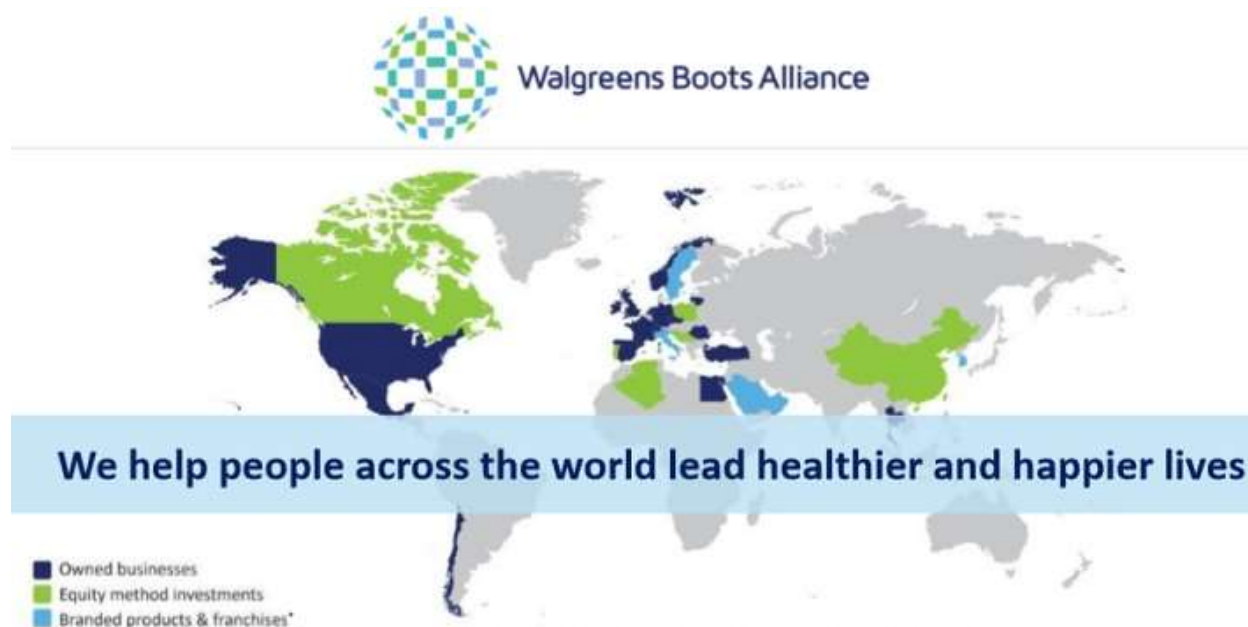 Walgreens Boots Alliance
We help people across the world lead healthier and happier lives
Owned businesses
Equity method investments
Branded products & franchises*